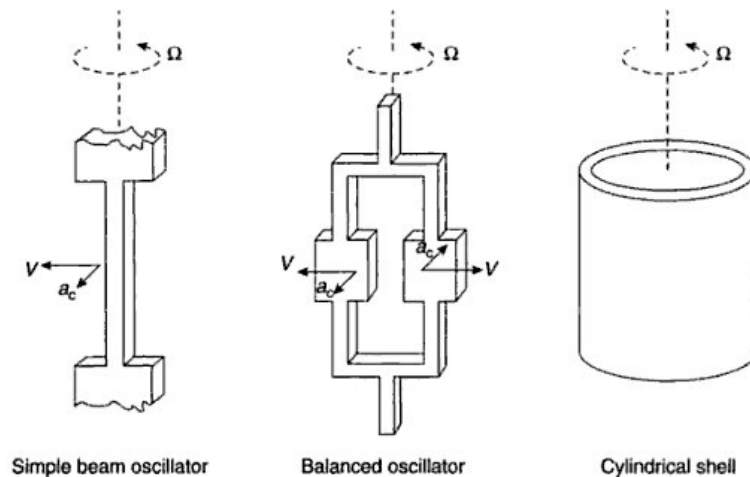 Ω
Ω
V
a_c
V
a_c
a_c
V
Simple beam oscillator
Balanced oscillator
Cylindrical shell